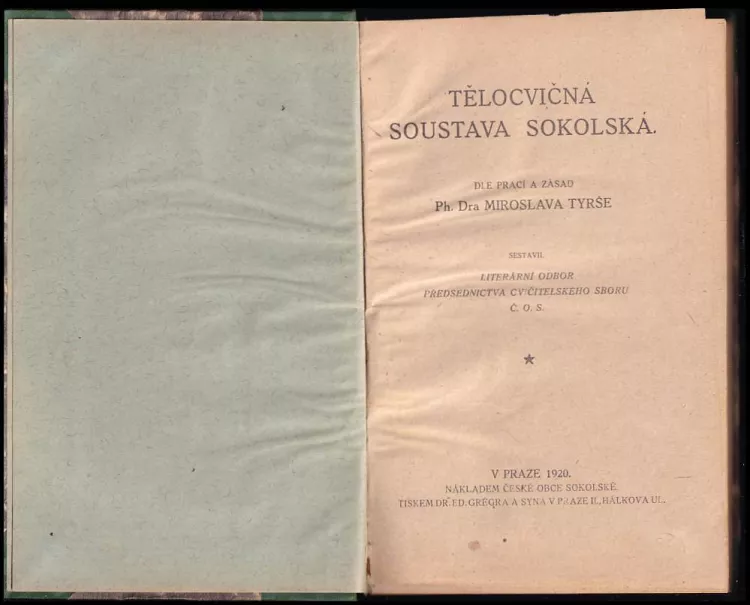 TĚLOCVIČNÁ
SOUSTAVA SOKOLSKÁ.
DLE PRACÍ A ZÁSAD
Ph. Dra MIROSLAVA TYRŠE
SESTAVIL
LITERÁRNÍ ODBOR
PŘEDSEDNICTVA CVIČITELSKÉHO SBORU
Č. O. S.
V PRAZE 1920.
NÁKLADEM ČESKÉ OBCE SOKOLSKÉ.
TISKEM DR. ED. GRÉGRA A SYNA V PRAZE II., HÁLKOVA UL.